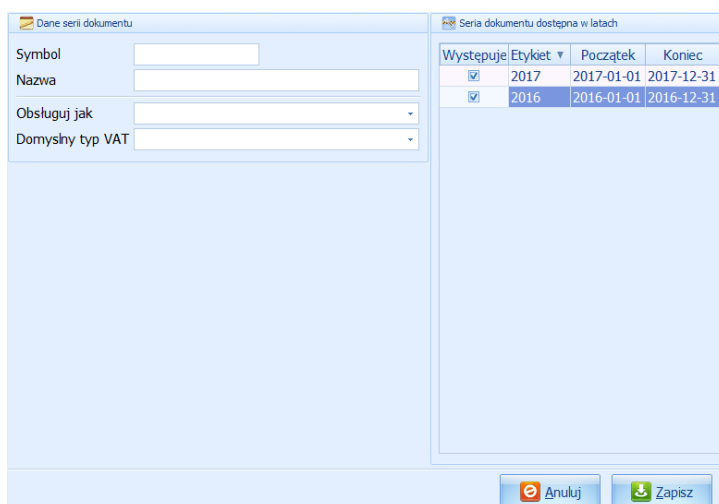 Dane serii dokumentu
Symbol
Nazwa
Obsługuj jak
Domyslny typ VAT
Seria dokumentu dostępna w latach
Występuje Etykiet Początek Koniec
2017 2017-01-01 2017-12-31
2016 2016-01-01 2016-12-31
Anuluj Zapisz